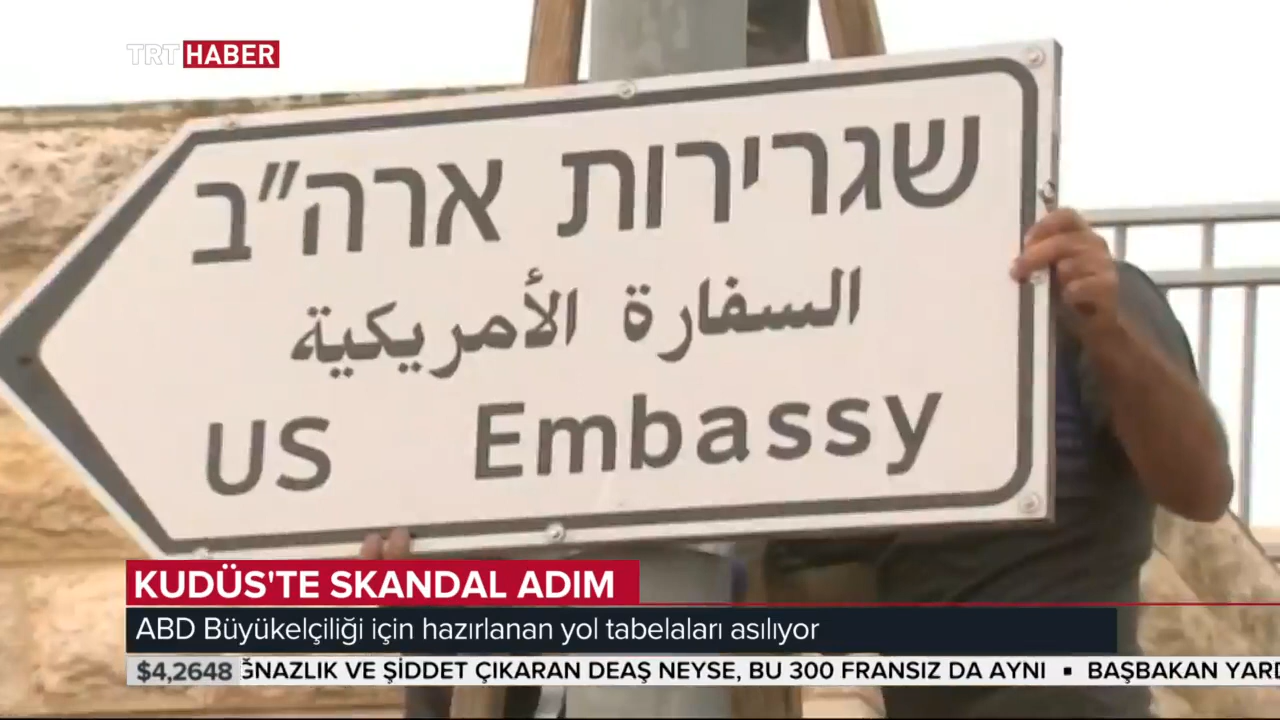 TRT HABER
שגרירות ארה״ב
السفارة الأمريكية
US Embassy
KUDÜS'TE SKANDAL ADIM
ABD Büyükelçiliği için hazırlanan yol tabelaları asılıyor
$4,2648 ĞNAZLIK VE ŞİDDET ÇIKARAN DEAŞ NEYSE, BU 300 FRANSIZ DA AYNI ▪ BAŞBAKAN YARD